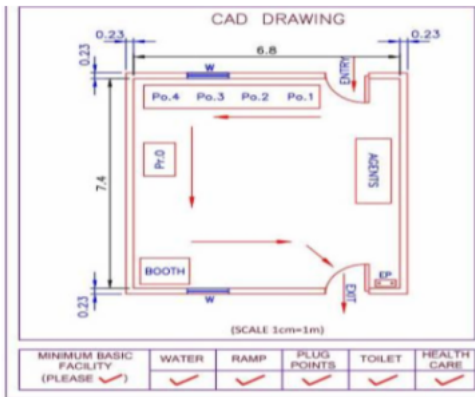 CAD DRAWING
0.23
6.8
0.23
0.23
W
ENTRY
Po.4 Po.3 Po.2 Po.1
Pr.0
AGENTS
7.4
BOOTH
EP
0.23
W
EXIT
(SCALE 1cm=1m)
MINIMUM BASIC
FACILITY
(PLEASE ✓)
WATER
RAMP
PLUG
POINTS
TOILET
HEALTH
CARE
✓ ✓ ✓ ✓ ✓